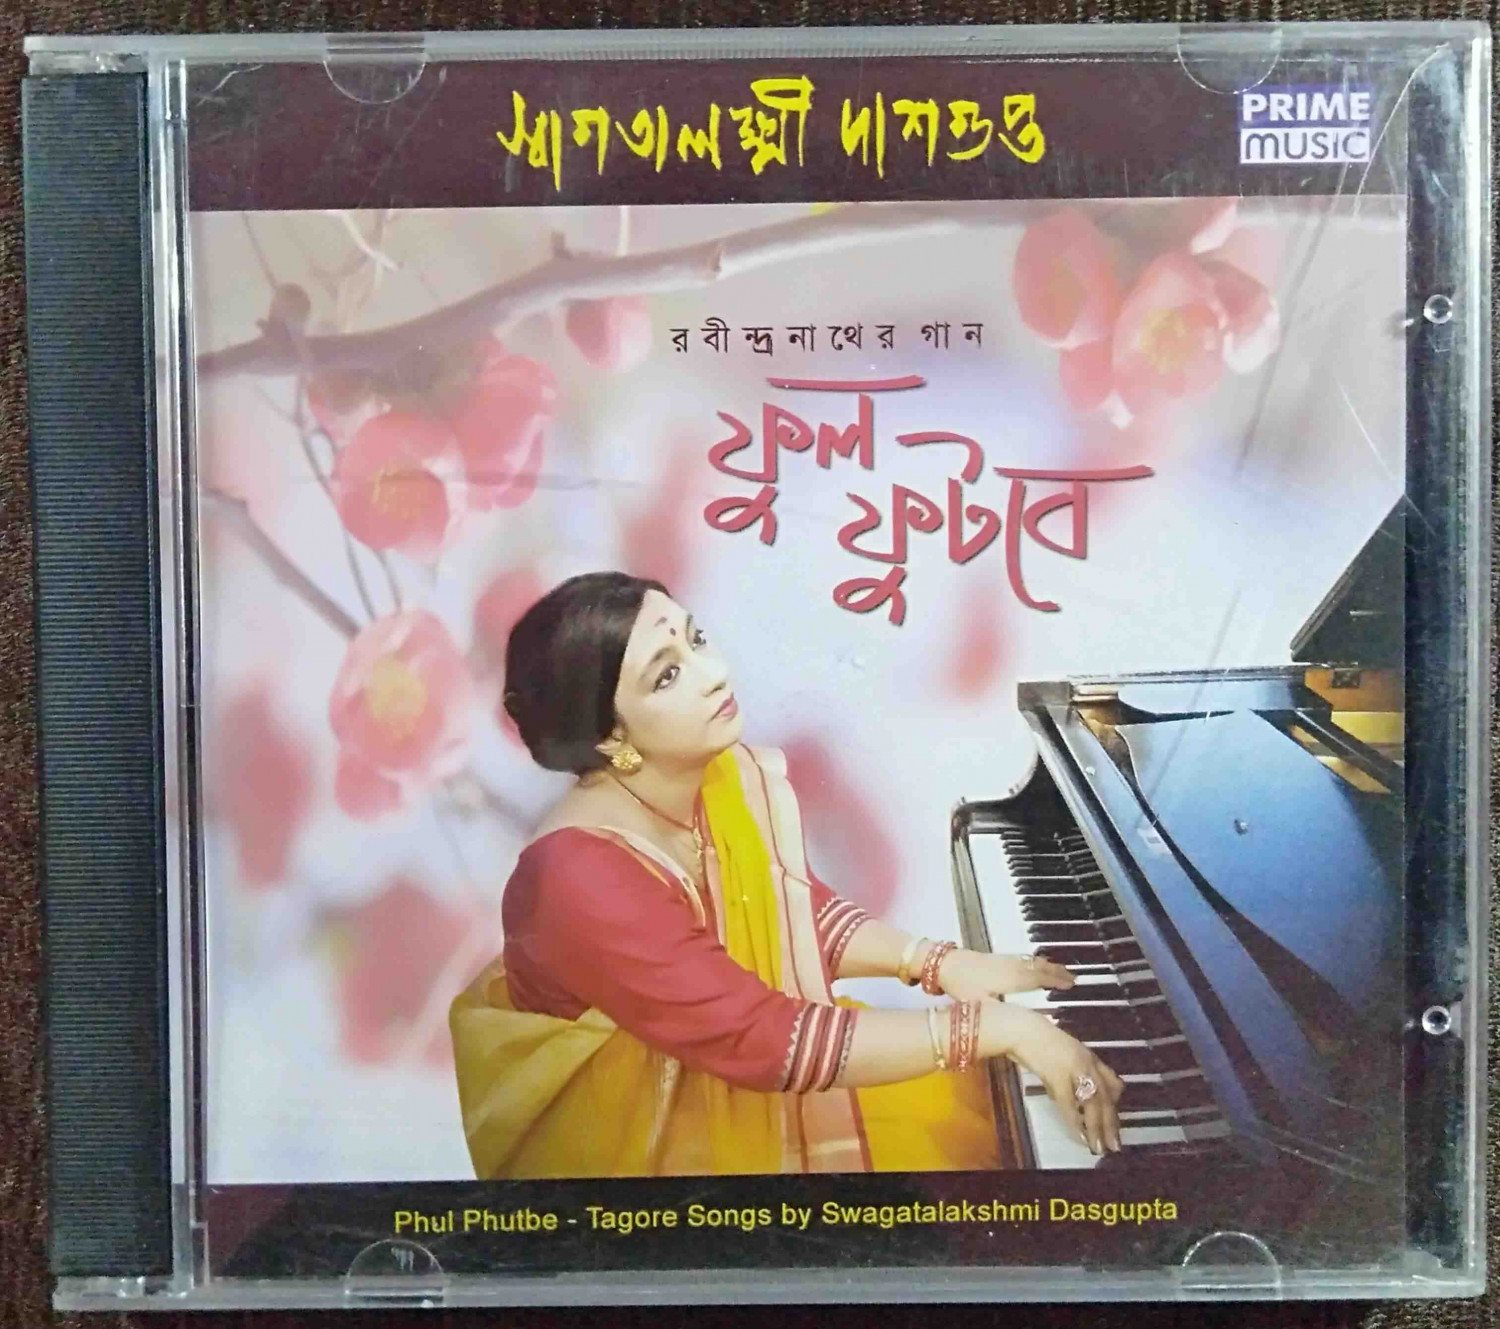 স্বাগতালক্ষ্মী দাশগুপ্ত
PRIME
MUSIC
রবীন্দ্রনাথের গান
ফুল
ফুটবে
Phul Phutbe - Tagore Songs by Swagatalakshmi Dasgupta